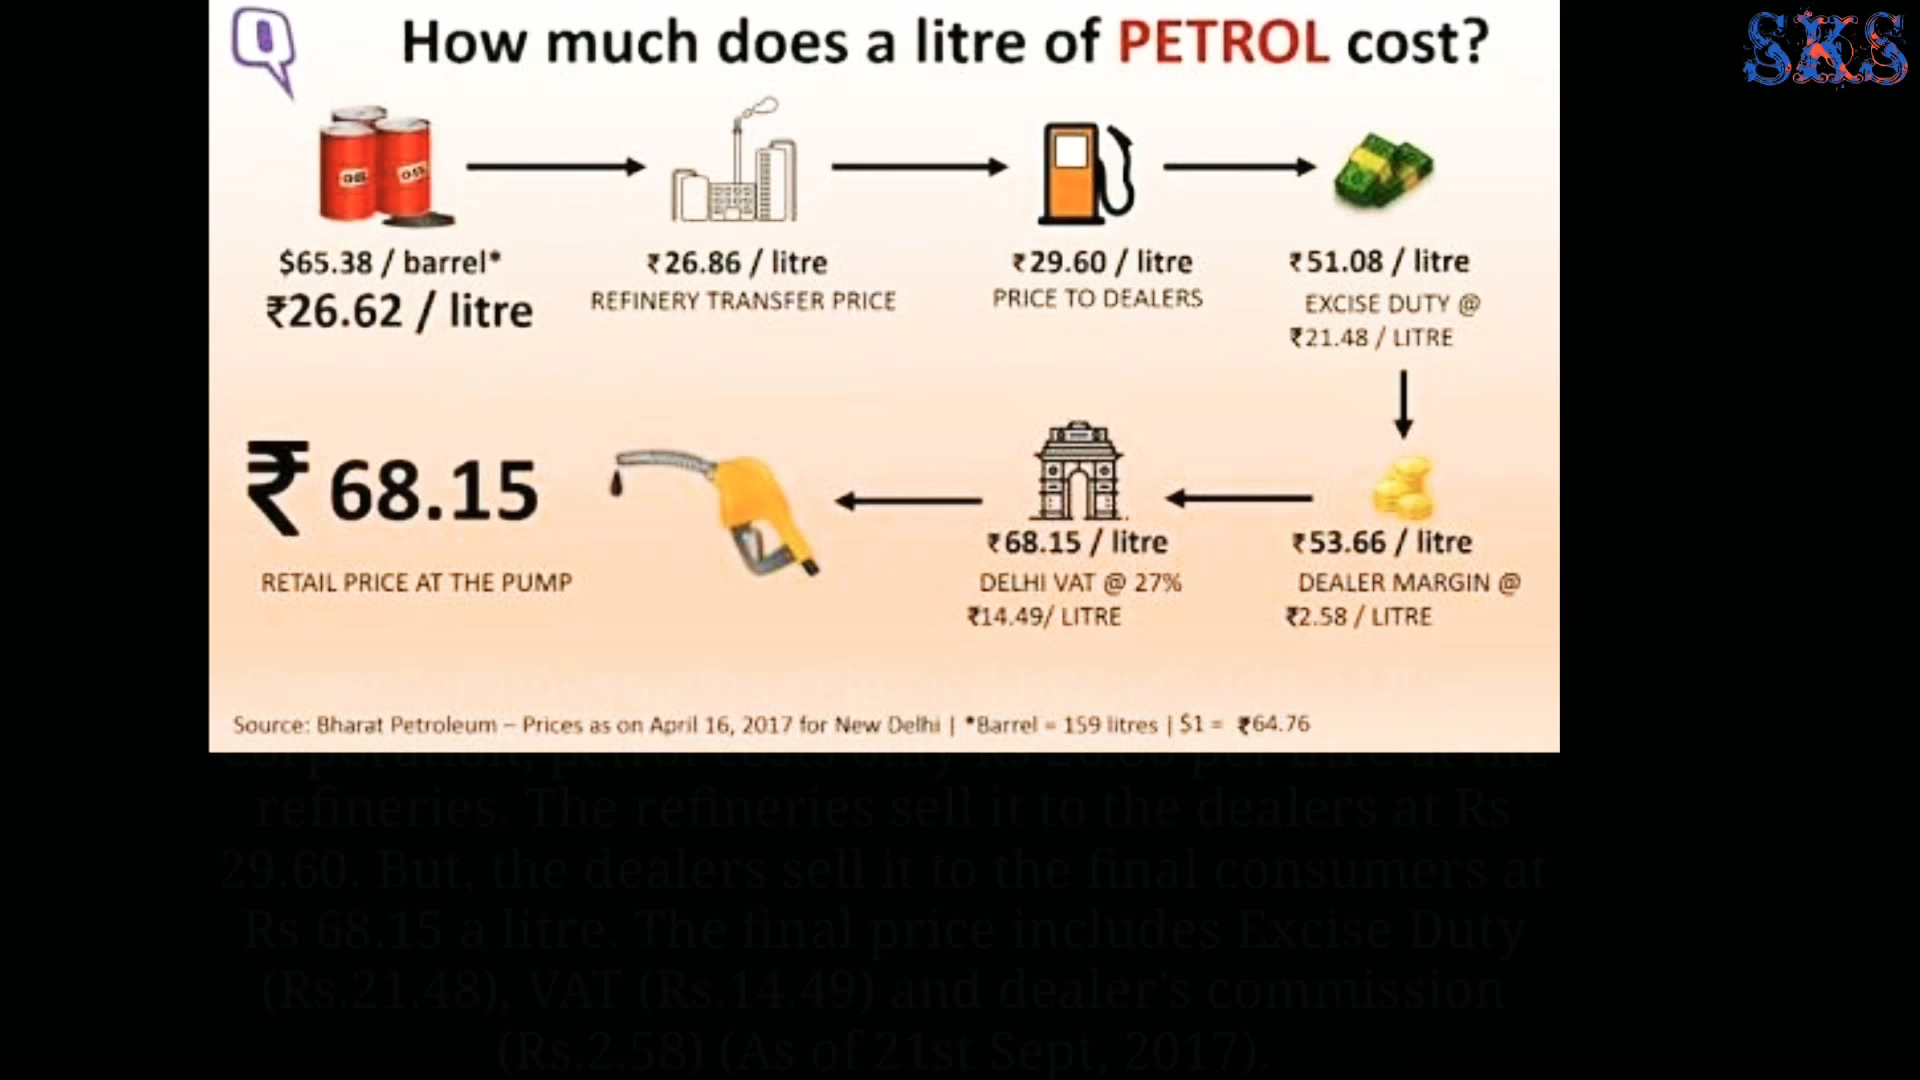 How much does a litre of PETROL cost?
SKS
$65.38 / barrel*
₹26.62 / litre
₹26.86 / litre
REFINERY TRANSFER PRICE
₹29.60 / litre
PRICE TO DEALERS
₹51.08 / litre
EXCISE DUTY @
₹21.48 / LITRE
₹ 68.15
RETAIL PRICE AT THE PUMP
₹68.15 / litre
DELHI VAT @ 27%
₹14.49/ LITRE
₹53.66 / litre
DEALER MARGIN @
₹2.58 / LITRE
Source: Bharat Petroleum – Prices as on April 16, 2017 for New Delhi | *Barrel = 159 litres | $1 = ₹64.76
refineries. The refineries sell it to the dealers at Rs
29.60. But, the dealers sell it to the final consumers at
Rs 68.15 a litre. The final price includes Excise Duty
(Rs.21.48), VAT (Rs.14.49) and dealer's commission
(Rs.2.58) (As of 21st Sept, 2017).